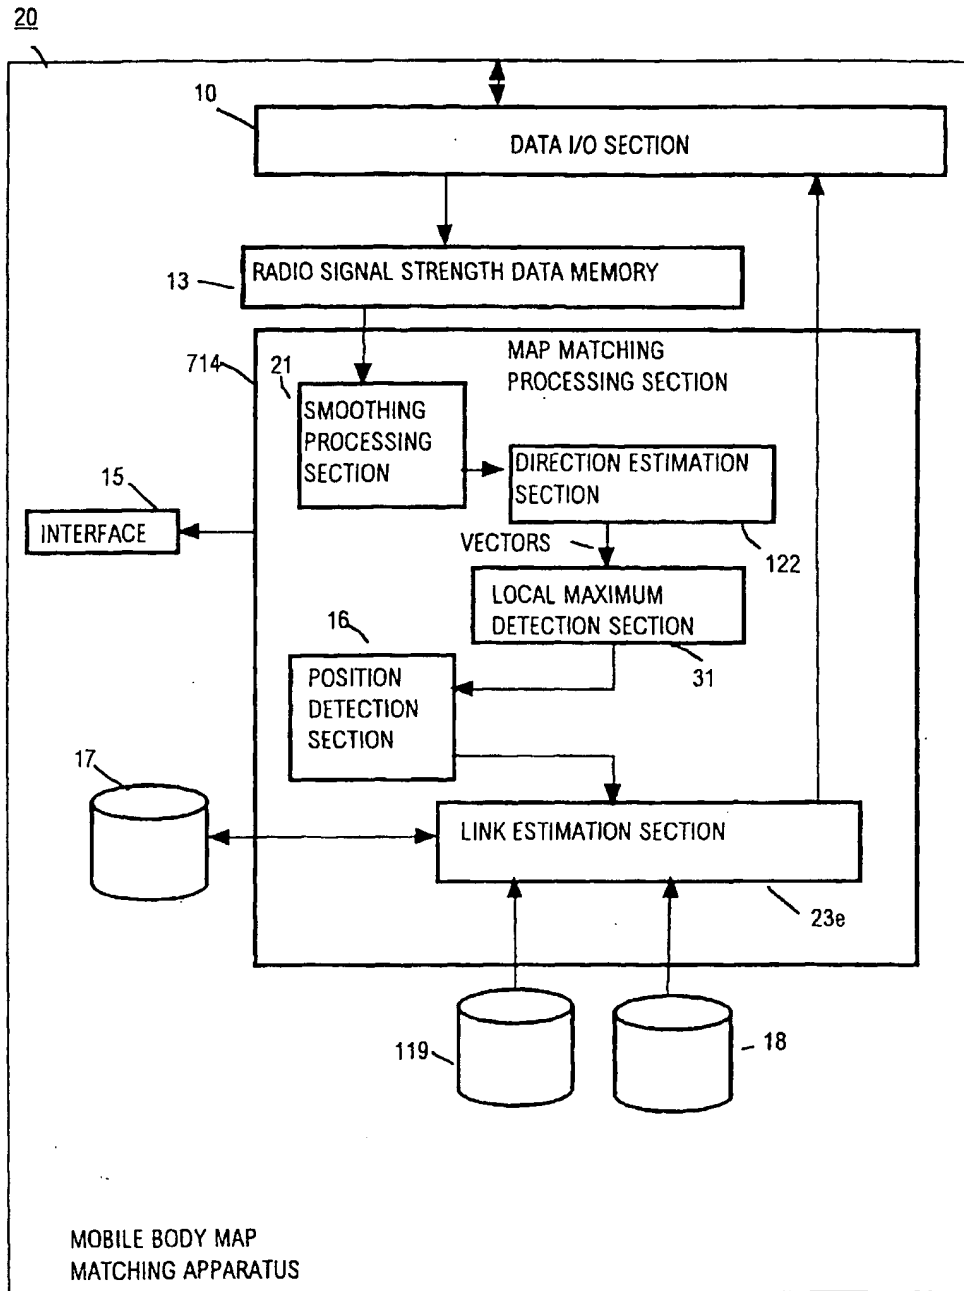 20
10
DATA I/O SECTION
RADIO SIGNAL STRENGTH DATA MEMORY
13
714
MAP MATCHING
PROCESSING SECTION
21
SMOOTHING
PROCESSING
SECTION
DIRECTION ESTIMATION
SECTION
122
15
INTERFACE
VECTORS
LOCAL MAXIMUM
DETECTION SECTION
31
16
POSITION
DETECTION
SECTION
17
LINK ESTIMATION SECTION
23e
119
18
MOBILE BODY MAP
MATCHING APPARATUS